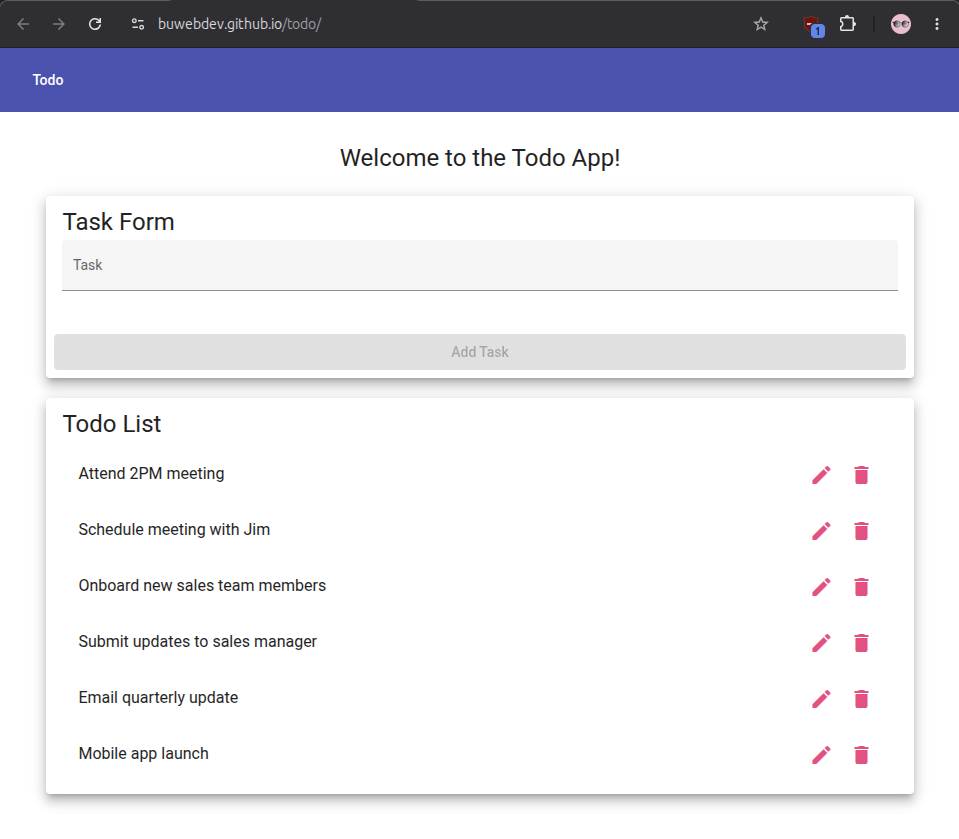 buwebdev.github.io/todo/
1
Todo
Welcome to the Todo App!
Task Form
Task
Add Task
Todo List
Attend 2PM meeting
Schedule meeting with Jim
Onboard new sales team members
Submit updates to sales manager
Email quarterly update
Mobile app launch